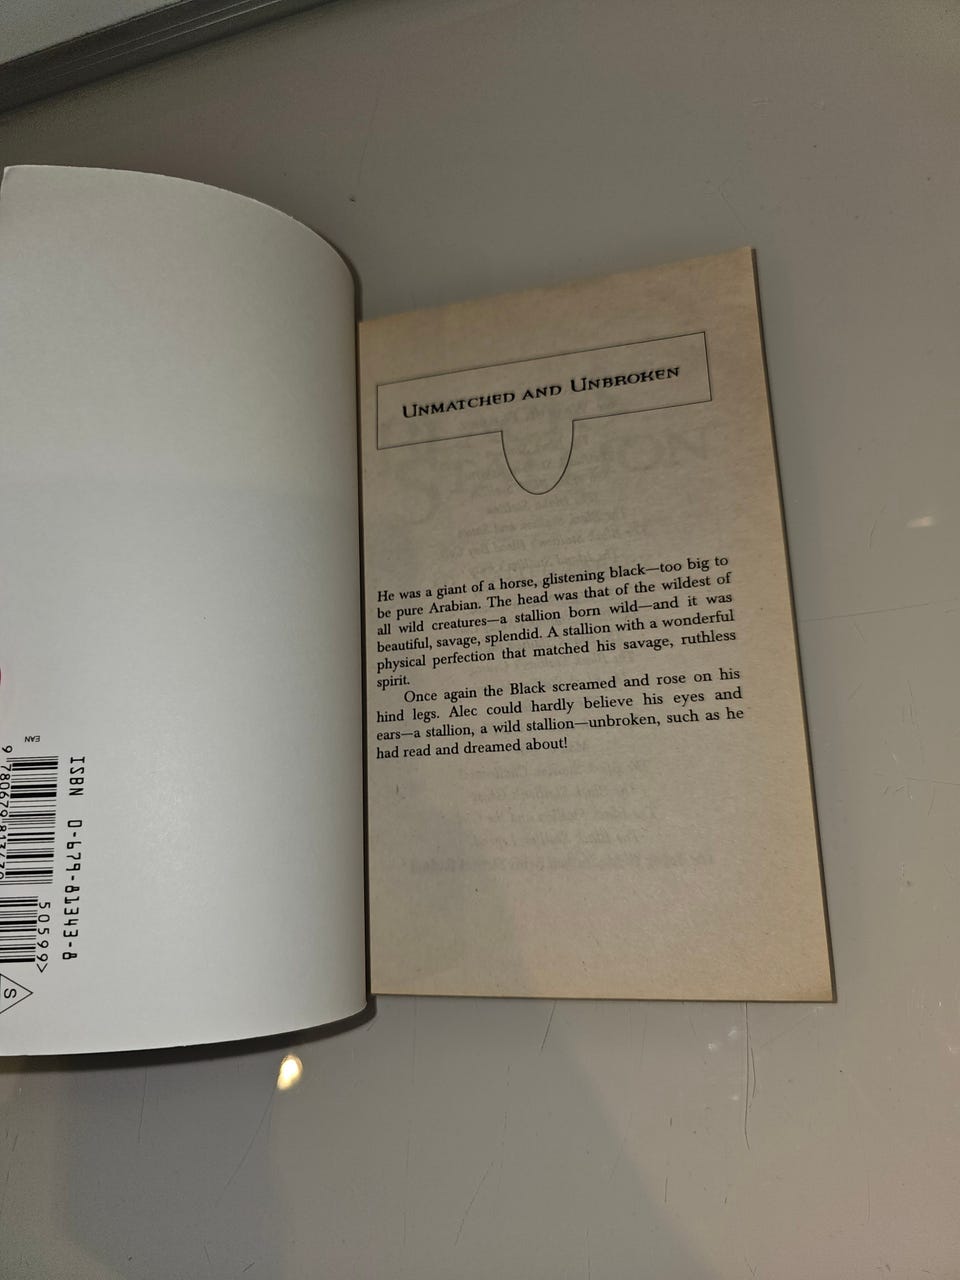 UNMATCHED AND UNBROKEN
He was a giant of a horse, glistening black—too big to
be pure Arabian. The head was that of the wildest of
all wild creatures—a stallion born wild—and it was
beautiful, savage, splendid. A stallion with a wonderful
physical perfection that matched his savage, ruthless
spirit.
Once again the Black screamed and rose on his
hind legs. Alec could hardly believe his eyes and
ears—a stallion, a wild stallion—unbroken, such as he
had read and dreamed about!
EAN
ISBN 0-679-81343-8
50599>
S